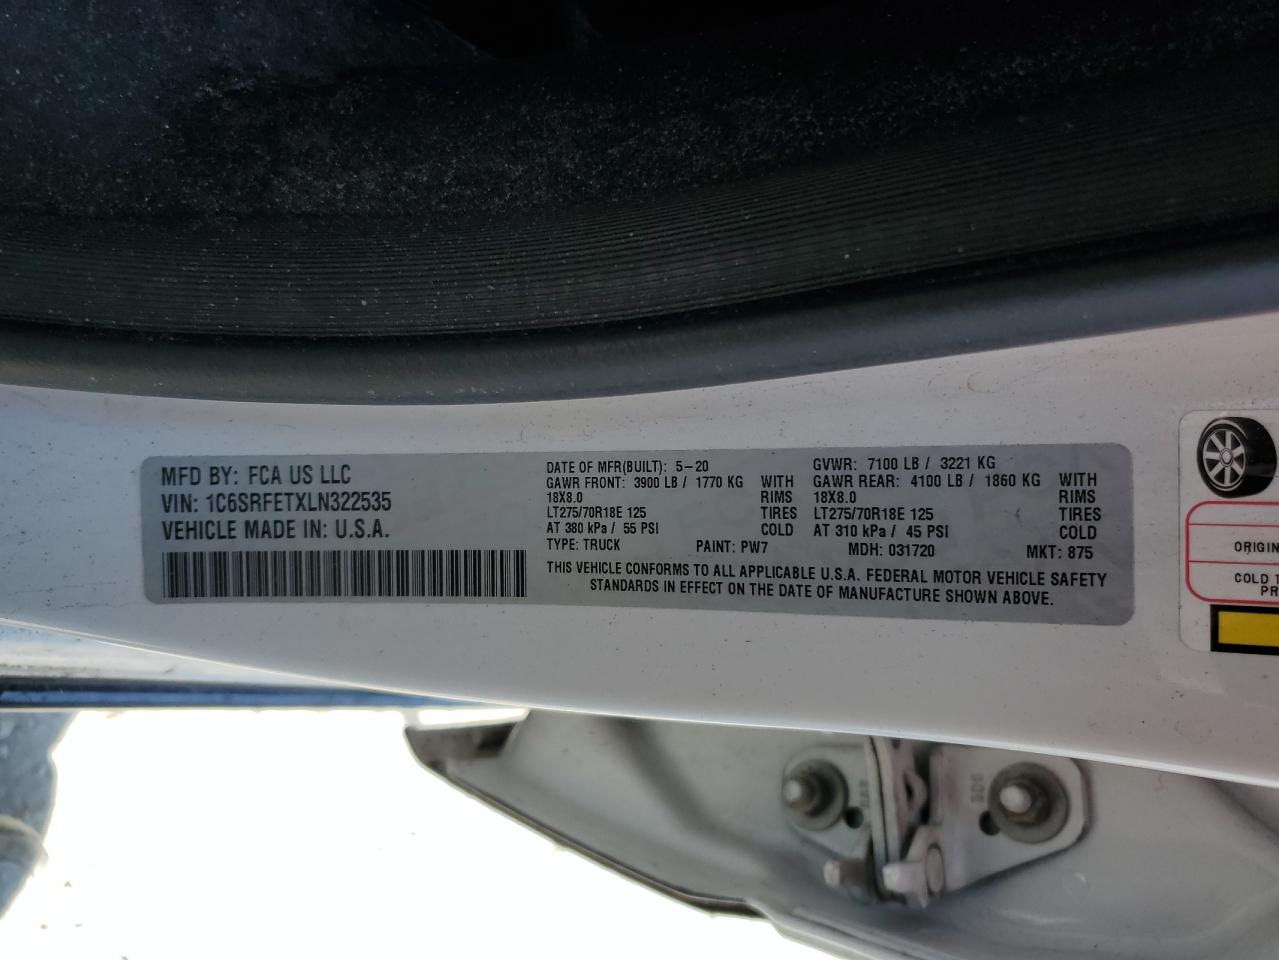 MFD BY: FCA US LLC
VIN: 1C6SRFETXLN322535
VEHICLE MADE IN: U.S.A.
DATE OF MFR(BUILT): 5-20
GAWR FRONT: 3900 LB / 1770 KG WITH
18X8.0 RIMS
LT275/70R18E 125 TIRES
AT 380 kPa / 55 PSI COLD
GVWR: 7100 LB / 3221 KG
GAWR REAR: 4100 LB / 1860 KG WITH
18X8.0 RIMS
LT275/70R18E 125 TIRES
AT 310 kPa / 45 PSI COLD
TYPE: TRUCK PAINT: PW7 MDH: 031720 MKT: 875
THIS VEHICLE CONFORMS TO ALL APPLICABLE U.S.A. FEDERAL MOTOR VEHICLE SAFETY
STANDARDS IN EFFECT ON THE DATE OF MANUFACTURE SHOWN ABOVE.
ORIGIN
COLD T
PR